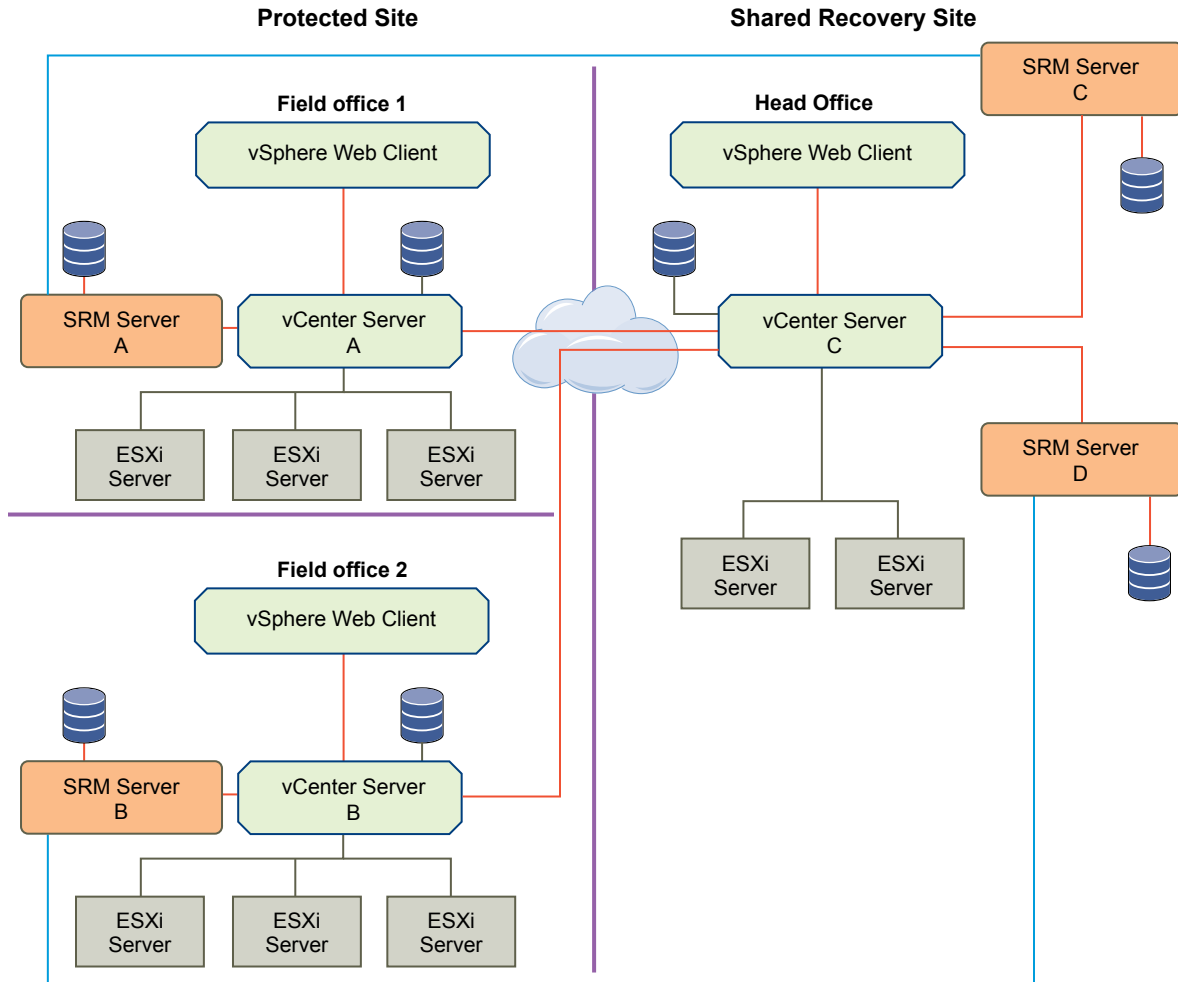 Protected Site
Shared Recovery Site
SRM Server
C
Field office 1
Head Office
vSphere Web Client
vSphere Web Client
SRM Server
A
vCenter Server
A
vCenter Server
C
ESXi
Server
ESXi
Server
ESXi
Server
SRM Server
D
ESXi
Server
ESXi
Server
Field office 2
vSphere Web Client
SRM Server
B
vCenter Server
B
ESXi
Server
ESXi
Server
ESXi
Server